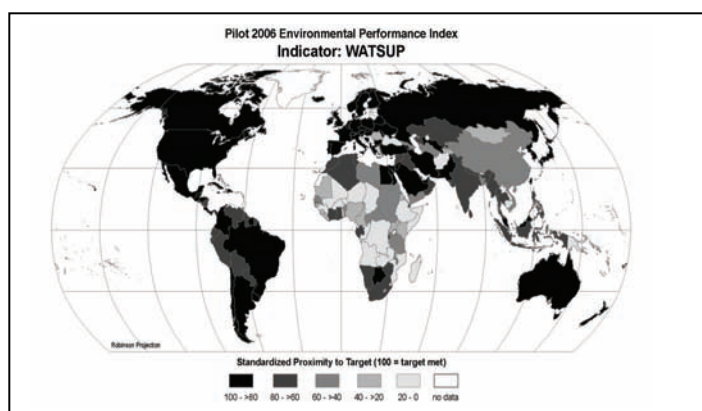 Pilot 2006 Environmental Performance Index
Indicator: WATSUP
Robinson Projection
Standardized Proximity to Target (100 = target met)
100 - >80 80 - >60 60 - >40 40 - >20 20 - 0 no data